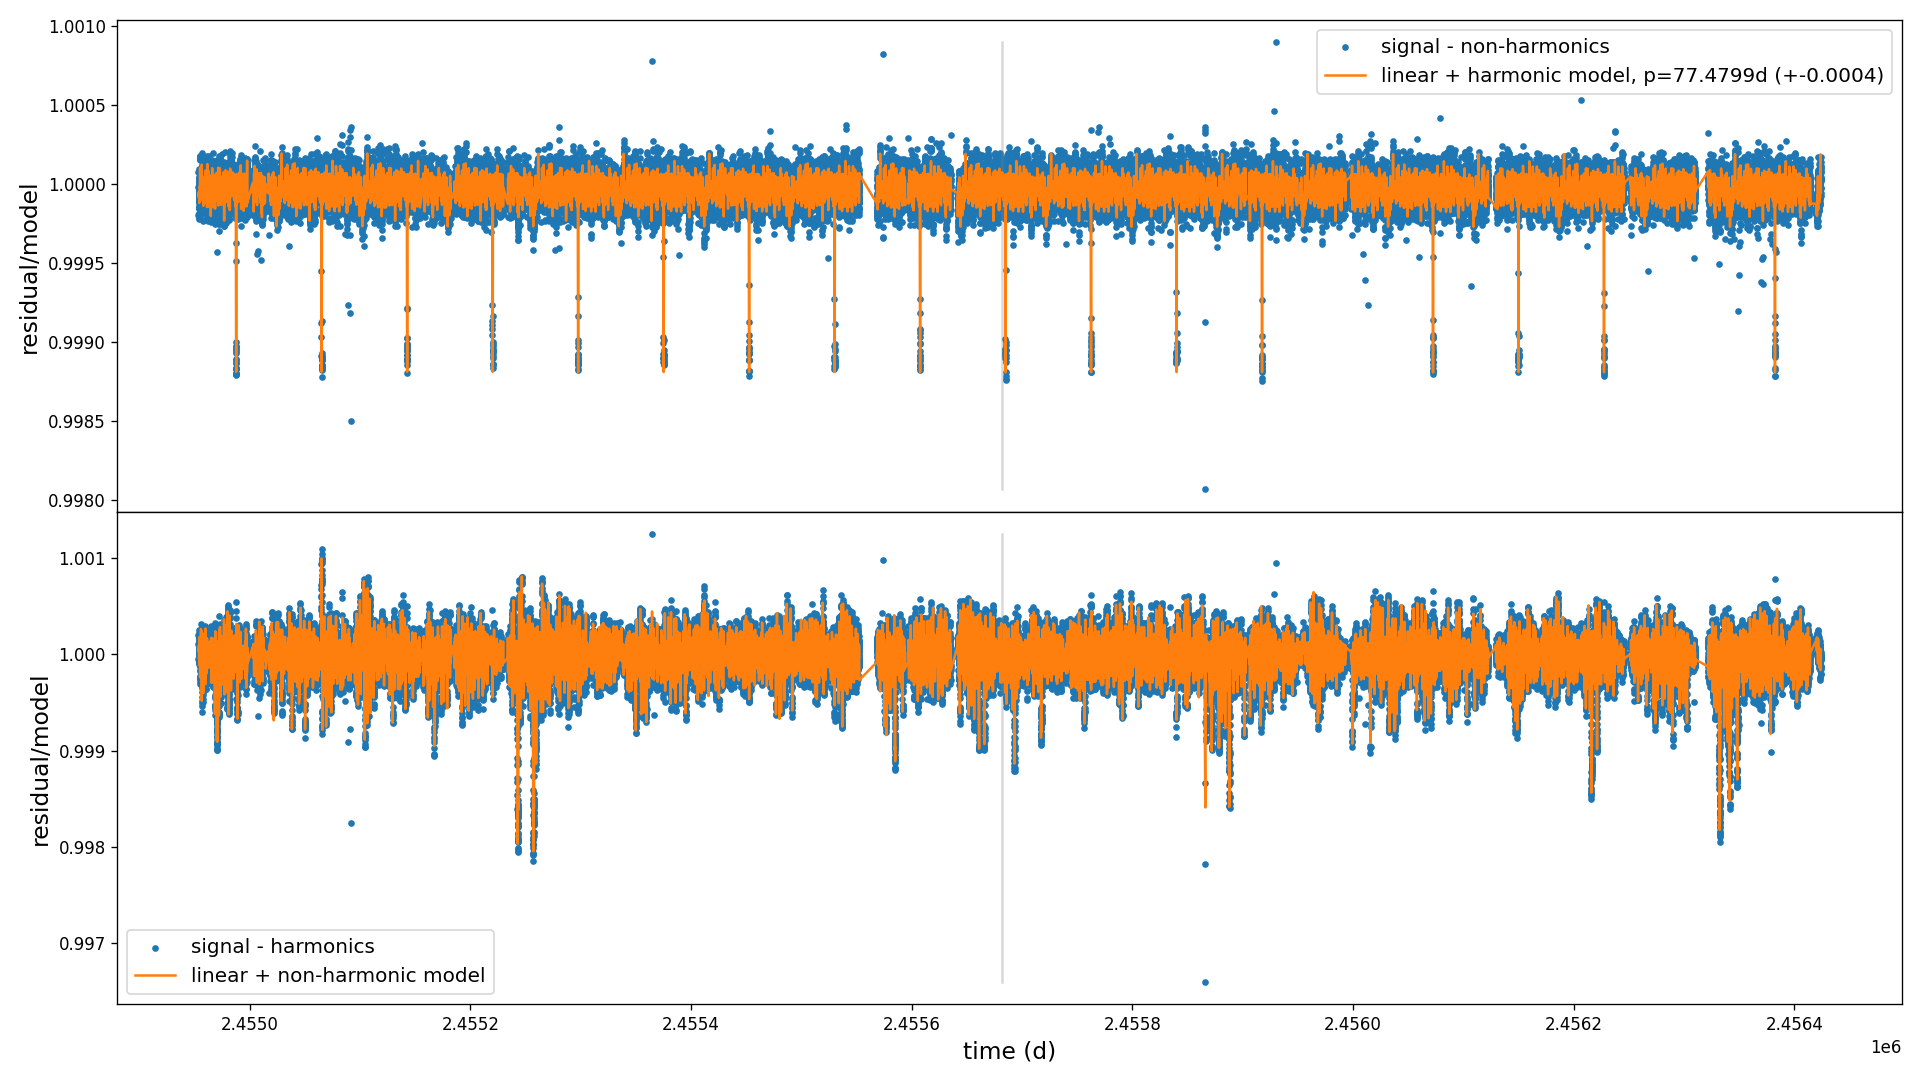 1.0010
1.0005
1.0000
0.9995
0.9990
0.9985
0.9980
residual/model
signal - non-harmonics
linear + harmonic model, p=77.4799d (+-0.0004)
1.001
1.000
0.999
0.998
0.997
residual/model
signal - harmonics
linear + non-harmonic model
2.4550 2.4552 2.4554 2.4556 2.4558 2.4560 2.4562 2.4564
1e6
time (d)